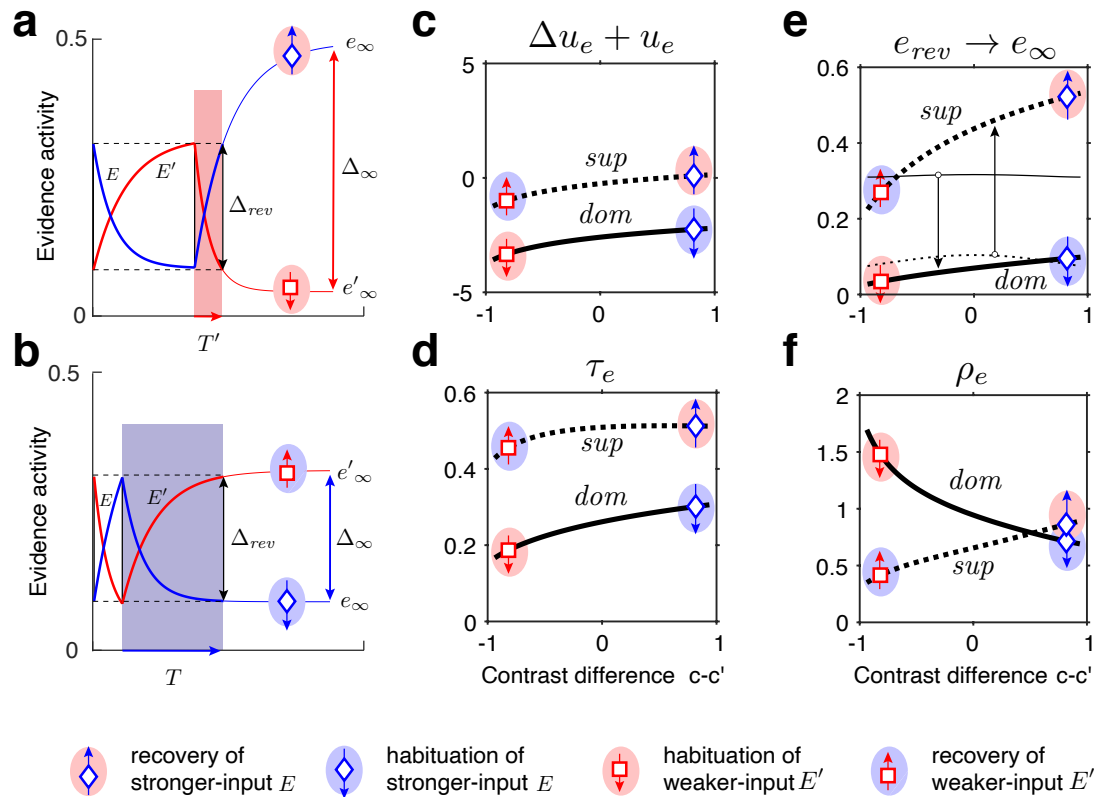 a
0.5
Evidence activity
0
E
E'
Δrev
Δ∞
e∞
e'∞
T'
b
0.5
Evidence activity
0
E
E'
Δrev
Δ∞
e'∞
e∞
T
c
Δue + ue
5
0
-5
sup
dom
-1 0 1
d
τe
0.6
0.4
0.2
0
sup
dom
-1 0 1
Contrast difference c-c'
e
erev → e∞
0.6
0.4
0.2
0
sup
dom
-1 0 1
f
ρe
2
1.5
1
0.5
0
dom
sup
-1 0 1
Contrast difference c-c'
recovery of
stronger-input E
habituation of
stronger-input E
habituation of
weaker-input E'
recovery of
weaker-input E'